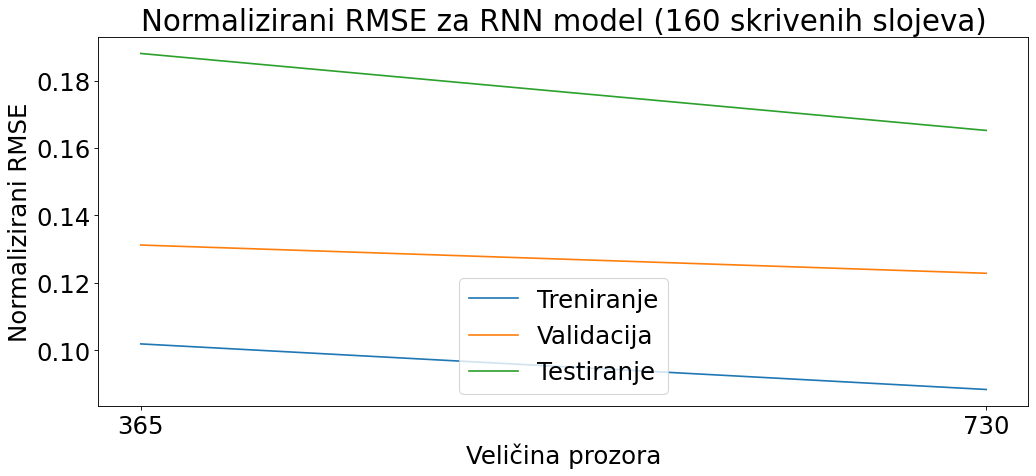 Normalizirani RMSE za RNN model (160 skrivenih slojeva)
Normalizirani RMSE
0.18
0.16
0.14
0.12
0.10
Treniranje
Validacija
Testiranje
365
730
Veličina prozora